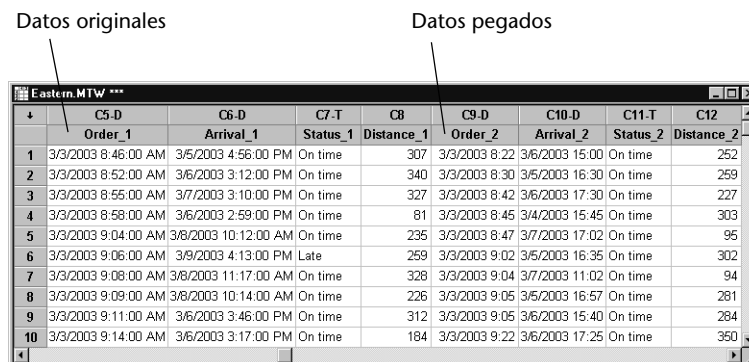 Datos originales Datos pegados
Eastern.MTW ***
↓ C5-D C6-D C7-T C8 C9-D C10-D C11-T C12
Order_1 Arrival_1 Status_1 Distance_1 Order_2 Arrival_2 Status_2 Distance_2
1 3/3/2003 8:46:00 AM 3/5/2003 4:56:00 PM On time 307 3/3/2003 8:22 3/6/2003 15:00 On time 252
2 3/3/2003 8:52:00 AM 3/6/2003 3:12:00 PM On time 340 3/3/2003 8:30 3/5/2003 16:30 On time 259
3 3/3/2003 8:55:00 AM 3/7/2003 3:10:00 PM On time 327 3/3/2003 8:42 3/6/2003 17:30 On time 227
4 3/3/2003 8:58:00 AM 3/6/2003 2:59:00 PM On time 81 3/3/2003 8:45 3/4/2003 15:45 On time 303
5 3/3/2003 9:04:00 AM 3/8/2003 10:12:00 AM On time 235 3/3/2003 8:47 3/7/2003 17:02 On time 95
6 3/3/2003 9:06:00 AM 3/9/2003 4:13:00 PM Late 259 3/3/2003 9:02 3/5/2003 16:35 On time 302
7 3/3/2003 9:08:00 AM 3/8/2003 11:17:00 AM On time 328 3/3/2003 9:04 3/7/2003 11:02 On time 94
8 3/3/2003 9:09:00 AM 3/8/2003 10:14:00 AM On time 226 3/3/2003 9:05 3/5/2003 16:57 On time 281
9 3/3/2003 9:11:00 AM 3/6/2003 3:46:00 PM On time 312 3/3/2003 9:05 3/6/2003 15:40 On time 284
10 3/3/2003 9:14:00 AM 3/6/2003 3:17:00 PM On time 184 3/3/2003 9:22 3/6/2003 17:25 On time 350